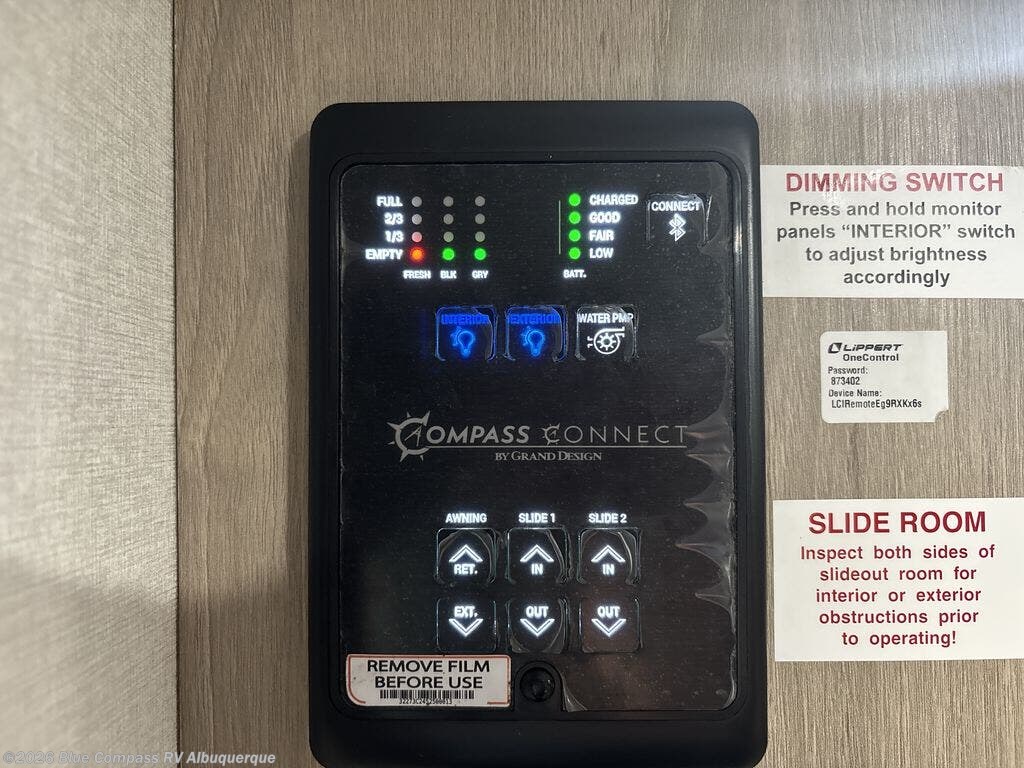 FULL
2/3
1/3
EMPTY
FRESH BLK GRY
CHARGED
GOOD
FAIR
LOW
BATT.
CONNECT
INTERIOR EXTERIOR WATER PMP
COMPASS CONNECT
BY GRAND DESIGN
AWNING SLIDE 1 SLIDE 2
RET. IN IN
EXT. OUT OUT
REMOVE FILM
BEFORE USE
DIMMING SWITCH
Press and hold monitor
panels “INTERIOR” switch
to adjust brightness
accordingly
LIPPERT
OneControl
Password:
873402
Device Name:
LCIRemoteEg9RXKx6s
SLIDE ROOM
Inspect both sides of
slideout room for
interior or exterior
obstructions prior
to operating!
©2026 Blue Compass RV Albuquerque